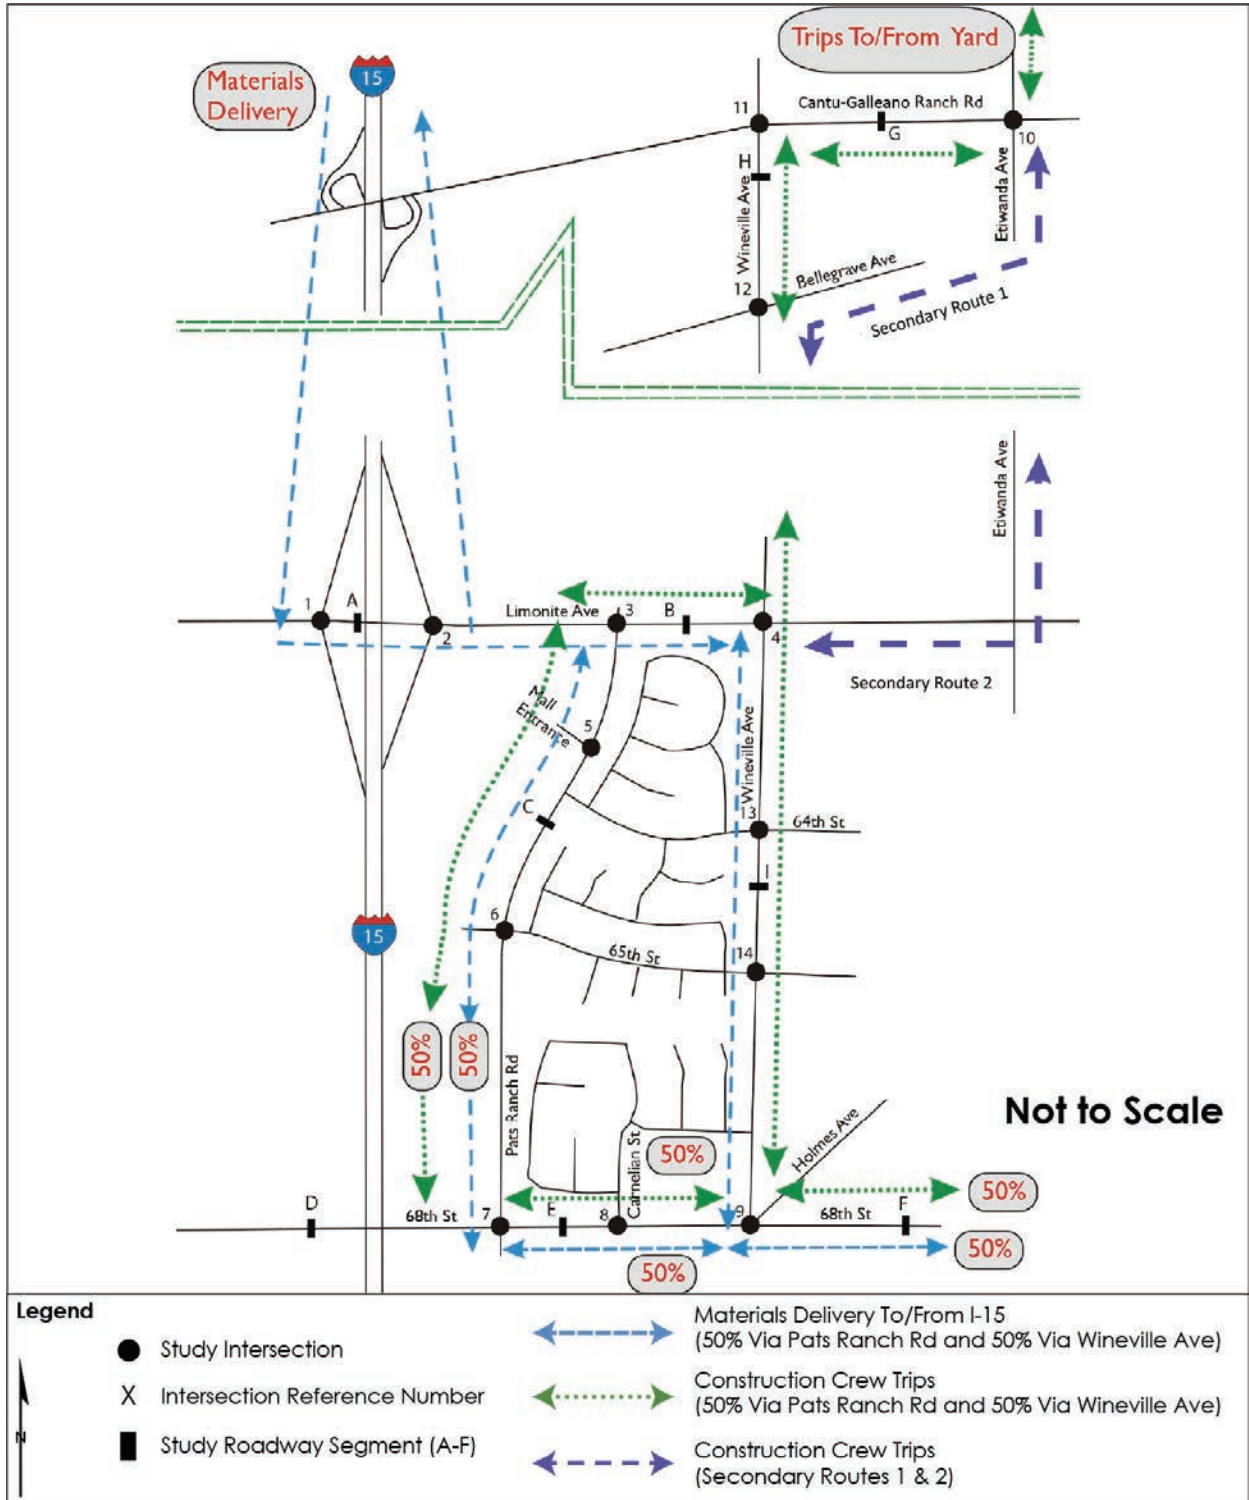 Trips To/From Yard
15
Materials
Delivery
Cantu-Galleano Ranch Rd
11
G
10
H
Wineville Ave
Etiwanda Ave
Bellegrave Ave
12
Secondary Route 1
Etiwanda Ave
1
A
2
Limonite Ave
3
B
4
Secondary Route 2
Mall
Entrance
5
Wineville Ave
C
13
64th St
I
6
15
65th St
14
50%
50%
Pats Ranch Rd
Not to Scale
Holmes Ave
50%
Carnelian St
50%
D
68th St
7
E
8
9
68th St
F
50%
50%
Legend
N
Study Intersection
X
Intersection Reference Number
Study Roadway Segment (A-F)
Materials Delivery To/From I-15
(50% Via Pats Ranch Rd and 50% Via Wineville Ave)
Construction Crew Trips
(50% Via Pats Ranch Rd and 50% Via Wineville Ave)
Construction Crew Trips
(Secondary Routes 1 & 2)